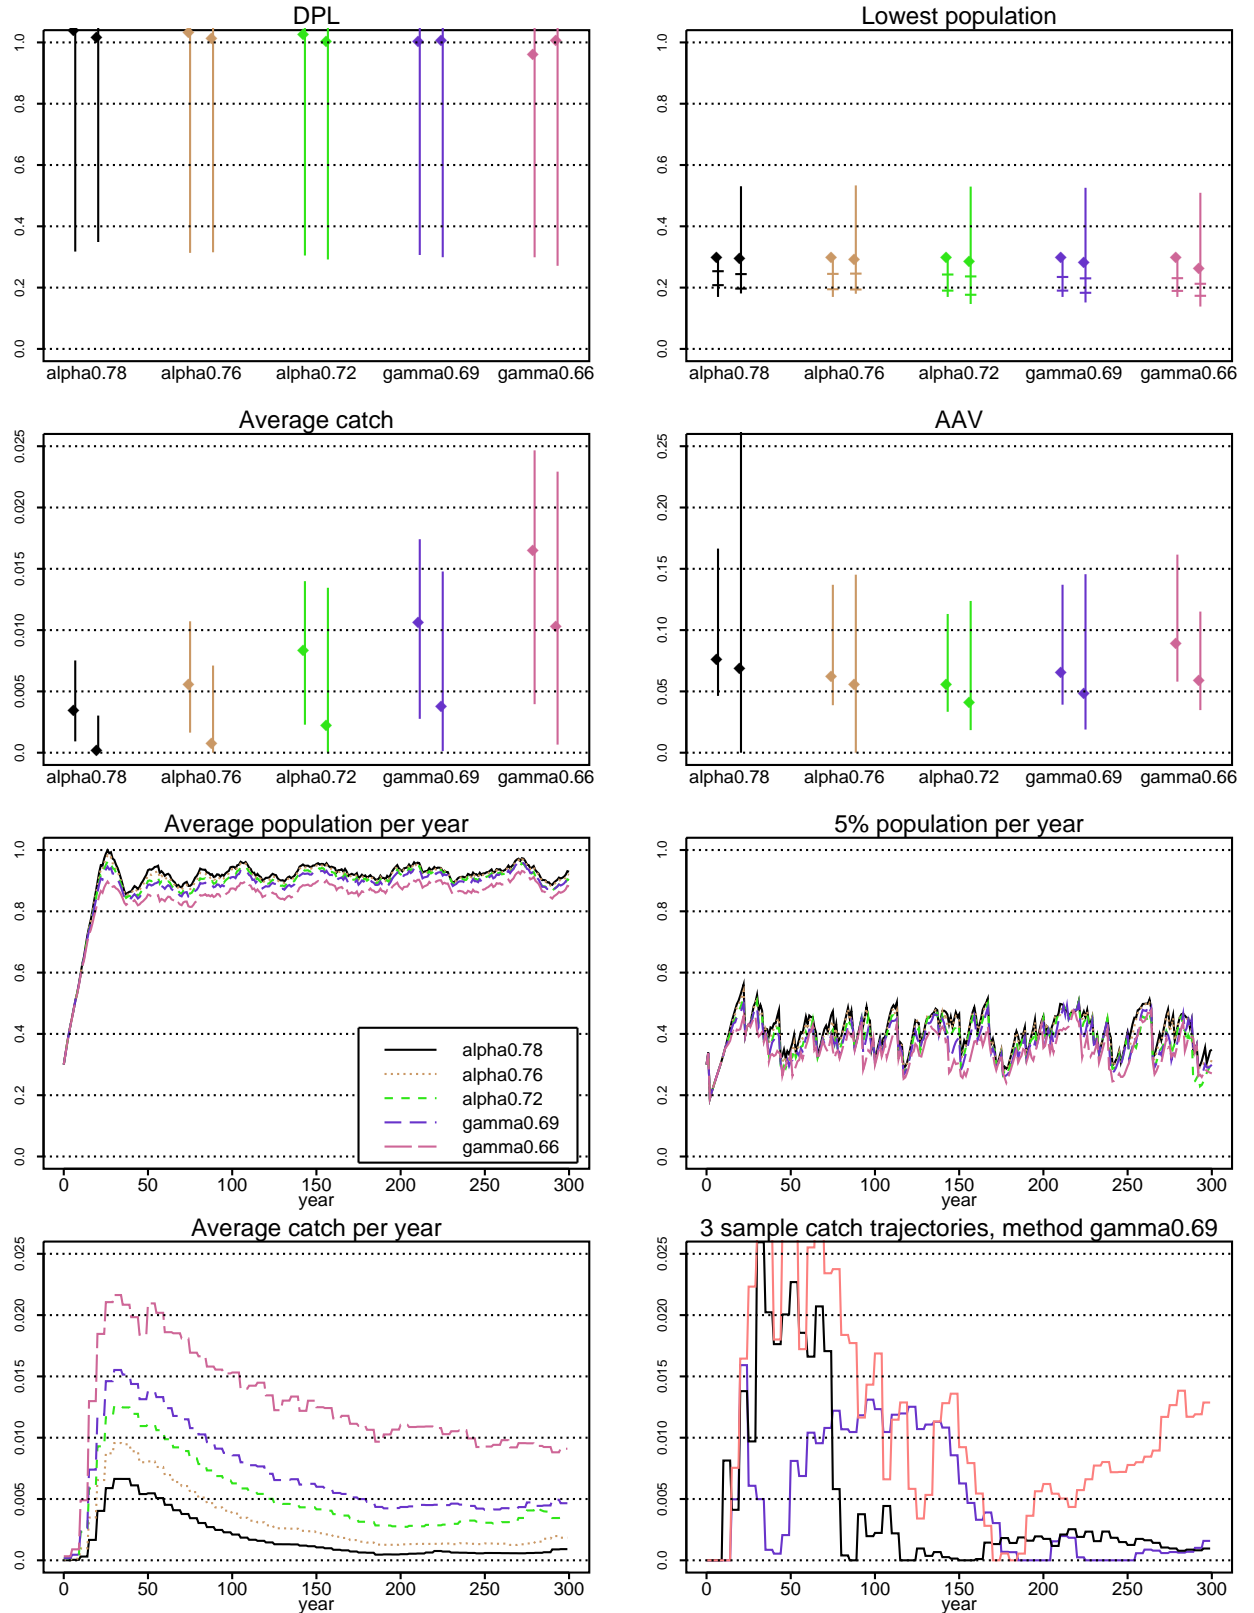 DPL
1.0
0.8
0.6
0.4
0.2
0.0
alpha0.78 alpha0.76 alpha0.72 gamma0.69 gamma0.66
Lowest population
1.0
0.8
0.6
0.4
0.2
0.0
alpha0.78 alpha0.76 alpha0.72 gamma0.69 gamma0.66
Average catch
0.025
0.020
0.015
0.010
0.005
0.0
alpha0.78 alpha0.76 alpha0.72 gamma0.69 gamma0.66
AAV
0.25
0.20
0.15
0.10
0.05
0.0
alpha0.78 alpha0.76 alpha0.72 gamma0.69 gamma0.66
Average population per year
1.0
0.8
0.6
0.4
0.2
0.0
alpha0.78
alpha0.76
alpha0.72
gamma0.69
gamma0.66
0 50 100 150 200 250 300
year
5% population per year
1.0
0.8
0.6
0.4
0.2
0.0
0 50 100 150 200 250 300
year
Average catch per year
0.025
0.020
0.015
0.010
0.005
0.0
0 50 100 150 200 250 300
year
3 sample catch trajectories, method gamma0.69
0.025
0.020
0.015
0.010
0.005
0.0
0 50 100 150 200 250 300
year